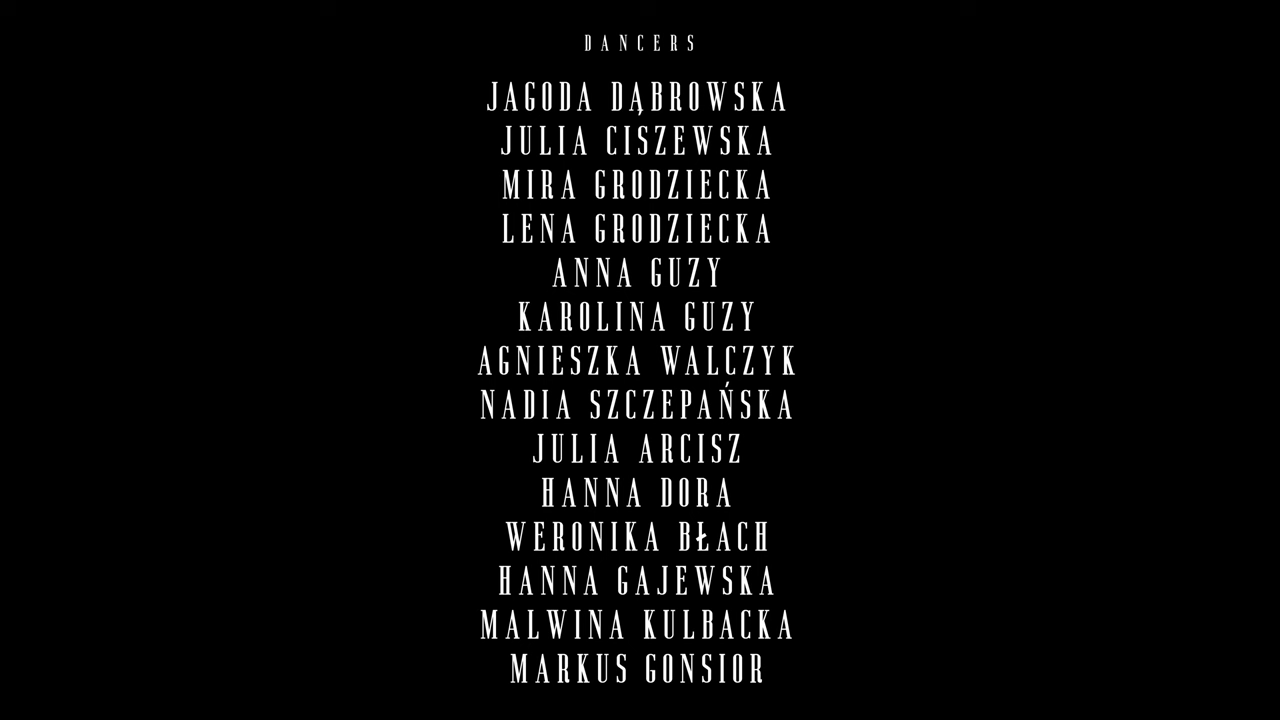 DANCERS
JAGODA DĄBROWSKA
JULIA CISZEWSKA
MIRA GRODZIECKA
LENA GRODZIECKA
ANNA GUZY
KAROLINA GUZY
AGNIESZKA WALCZYK
NADIA SZCZEPAŃSKA
JULIA ARCISZ
HANNA DORA
WERONIKA BŁACH
HANNA GAJEWSKA
MALWINA KULBACKA
MARKUS GONSIOR